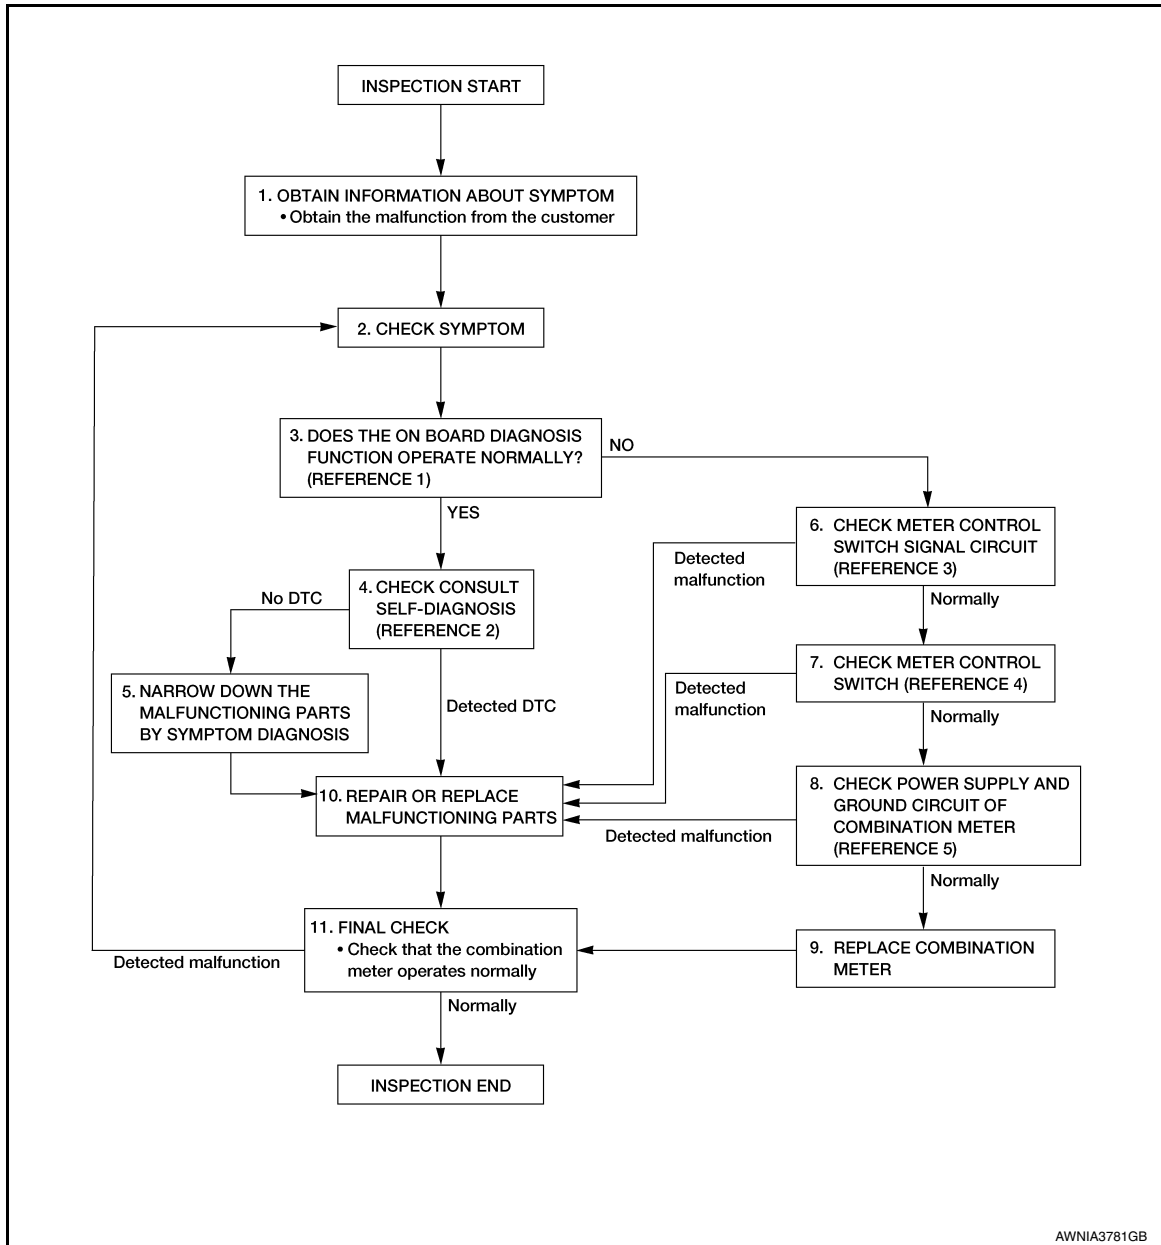 INSPECTION START
1. OBTAIN INFORMATION ABOUT SYMPTOM
• Obtain the malfunction from the customer
2. CHECK SYMPTOM
3. DOES THE ON BOARD DIAGNOSIS
FUNCTION OPERATE NORMALLY?
(REFERENCE 1)
NO
YES
4. CHECK CONSULT
SELF-DIAGNOSIS
(REFERENCE 2)
No DTC
5. NARROW DOWN THE
MALFUNCTIONING PARTS
BY SYMPTOM DIAGNOSIS
Detected DTC
6. CHECK METER CONTROL
SWITCH SIGNAL CIRCUIT
(REFERENCE 3)
Detected
malfunction
Normally
7. CHECK METER CONTROL
SWITCH (REFERENCE 4)
Detected
malfunction
Normally
8. CHECK POWER SUPPLY AND
GROUND CIRCUIT OF
COMBINATION METER
(REFERENCE 5)
Detected malfunction
Normally
9. REPLACE COMBINATION
METER
10. REPAIR OR REPLACE
MALFUNCTIONING PARTS
11. FINAL CHECK
• Check that the combination
meter operates normally
Detected malfunction
Normally
INSPECTION END
AWNIA3781GB